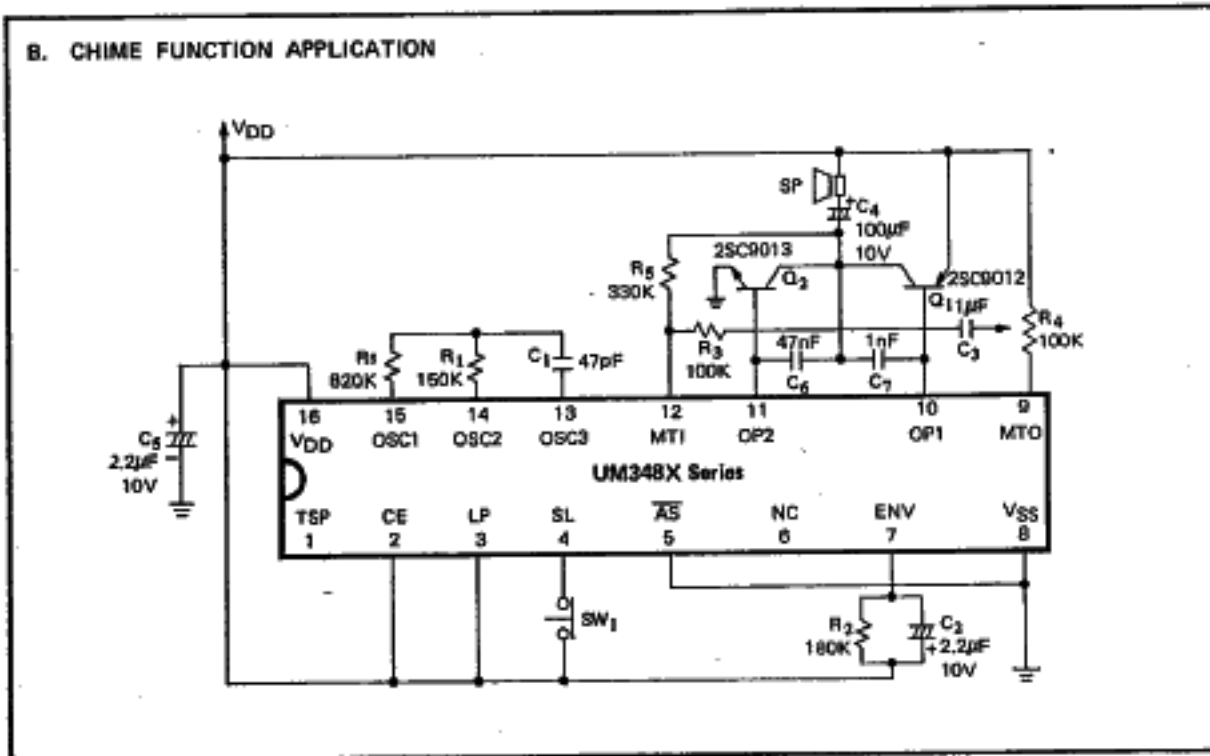 B. CHIME FUNCTION APPLICATION
VDD
SP
+C4
100µF
10V
2SC9013
Q2
2SC9012
Q1
1µF
C3
R5
330K
R3
100K
R4
100K
47nF
C6
1nF
C7
RS
820K
R1
150K
C1
47pF
C5
+
2.2µF
10V
16 15 14 13 12 11 10 9
VDD OSC1 OSC2 OSC3 MTI OP2 OP1 MTO
UM348X Series
TSP CE LP SL AS NC ENV VSS
1 2 3 4 5 6 7 8
SW1
R2
180K
C2
+2.2µF
10V